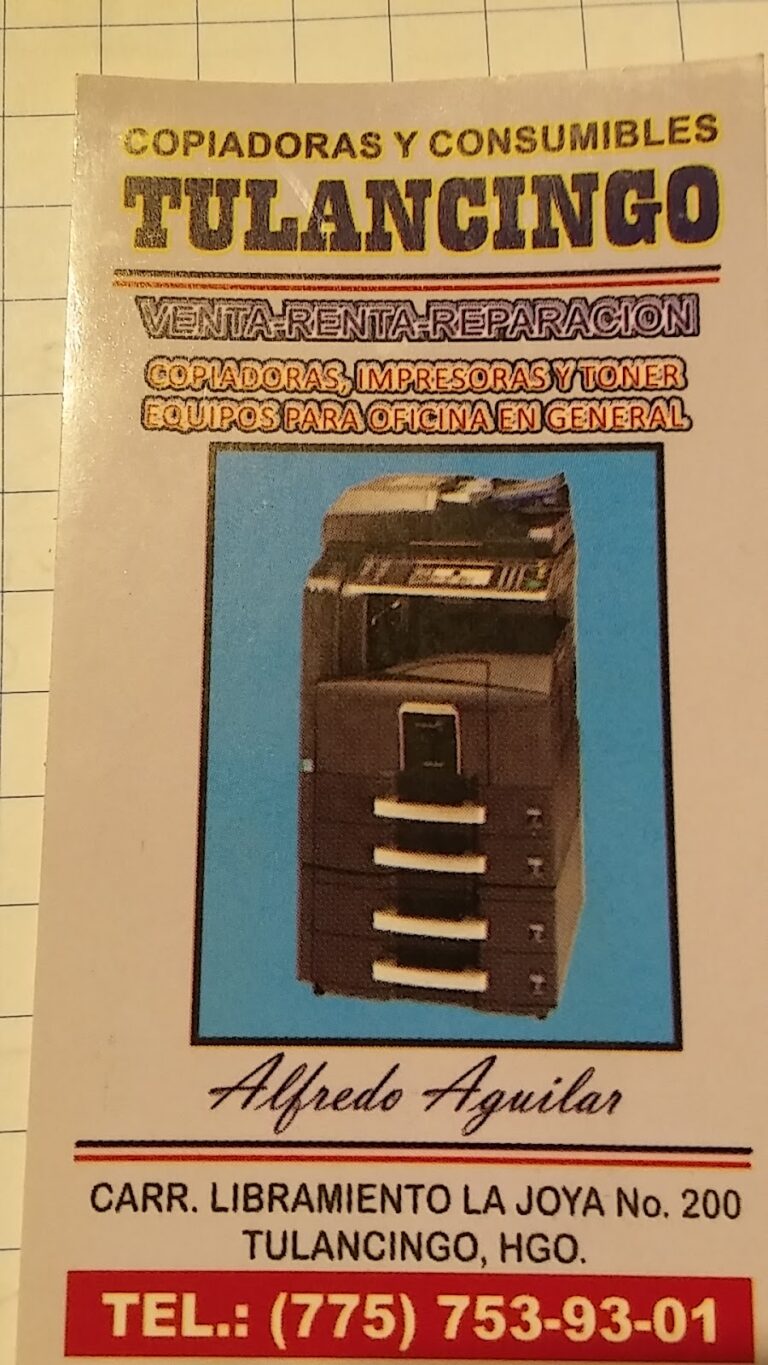 COPIADORAS Y CONSUMIBLES
TULANCINGO
VENTA-RENTA-REPARACION
COPIADORAS, IMPRESORAS Y TONER
EQUIPOS PARA OFICINA EN GENERAL
Alfredo Aguilar
CARR. LIBRAMIENTO LA JOYA No. 200
TULANCINGO, HGO.
TEL.: (775) 753-93-01